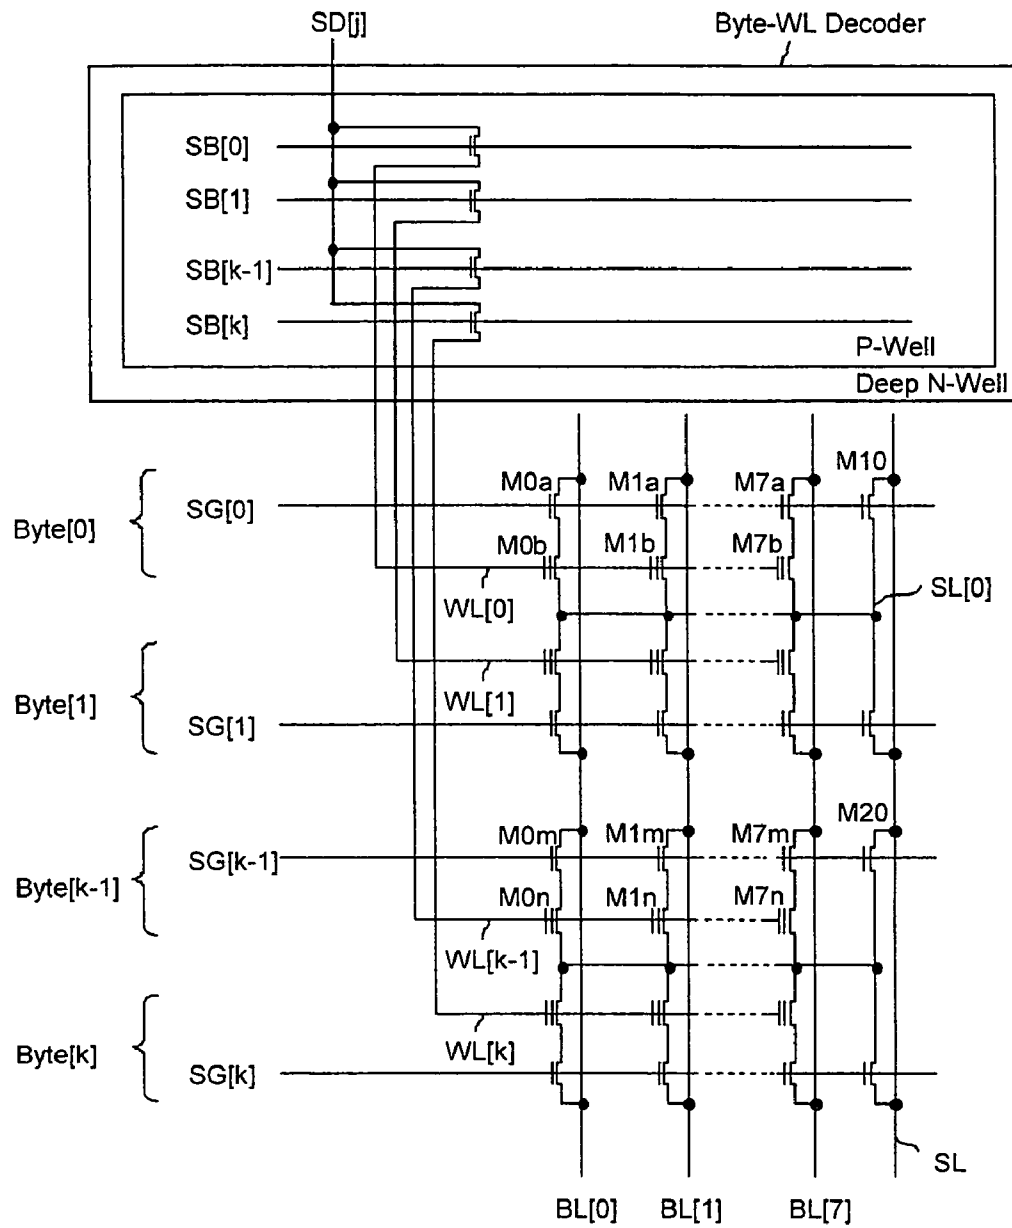 SD[j]
Byte-WL Decoder
SB[0]
SB[1]
SB[k-1]
SB[k]
P-Well
Deep N-Well
M0a
M1a
M7a
M10
Byte[0]
SG[0]
M0b
M1b
M7b
WL[0]
SL[0]
Byte[1]
WL[1]
SG[1]
M0m
M1m
M7m
M20
SG[k-1]
Byte[k-1]
M0n
M1n
M7n
WL[k-1]
Byte[k]
WL[k]
SG[k]
SL
BL[0]
BL[1]
BL[7]